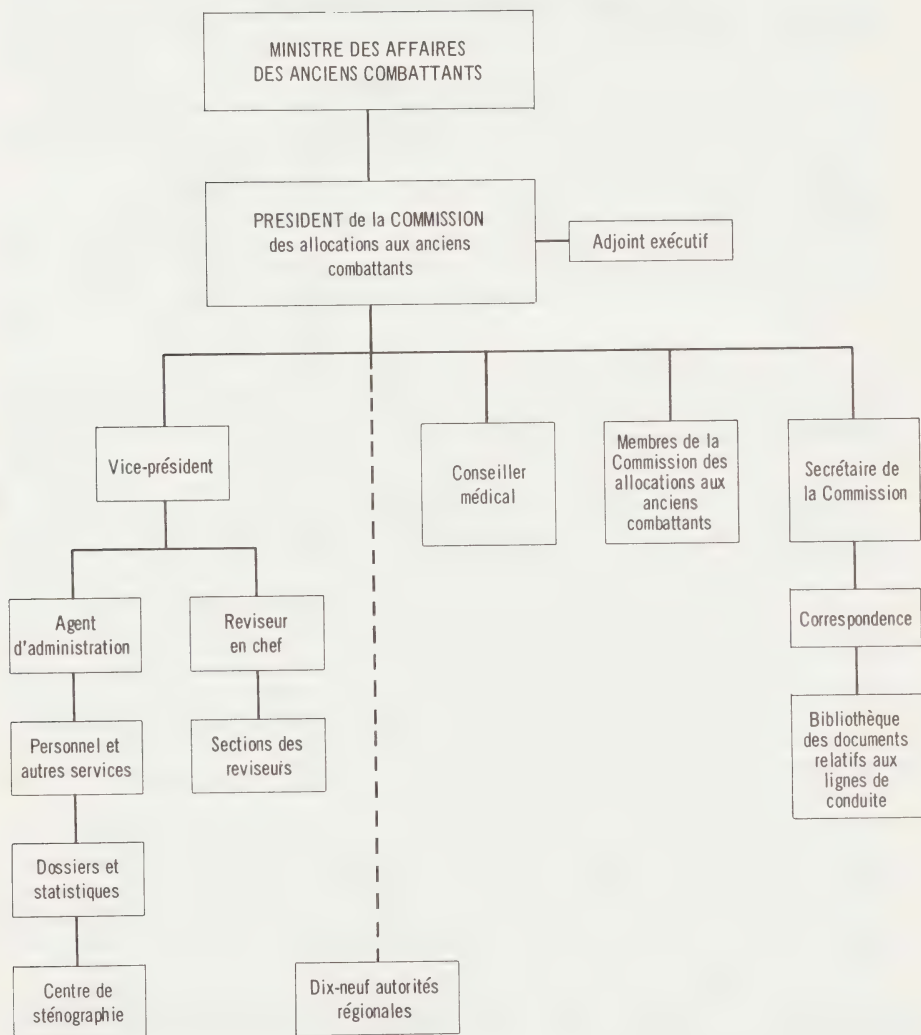 MINISTRE DES AFFAIRES
DES ANCIENS COMBATTANTS
PRESIDENT de la COMMISSION
des allocations aux anciens
combattants
Adjoint exécutif
Vice-président
Conseiller
médical
Membres de la
Commission des
allocations aux
anciens
combattants
Secrétaire de
la Commission
Agent
d'administration
Reviseur
en chef
Correspondence
Personnel et
autres services
Sections des
reviseurs
Bibliothèque
des documents
relatifs aux
lignes de
conduite
Dossiers et
statistiques
Centre de
sténographie
Dix-neuf autorités
régionales